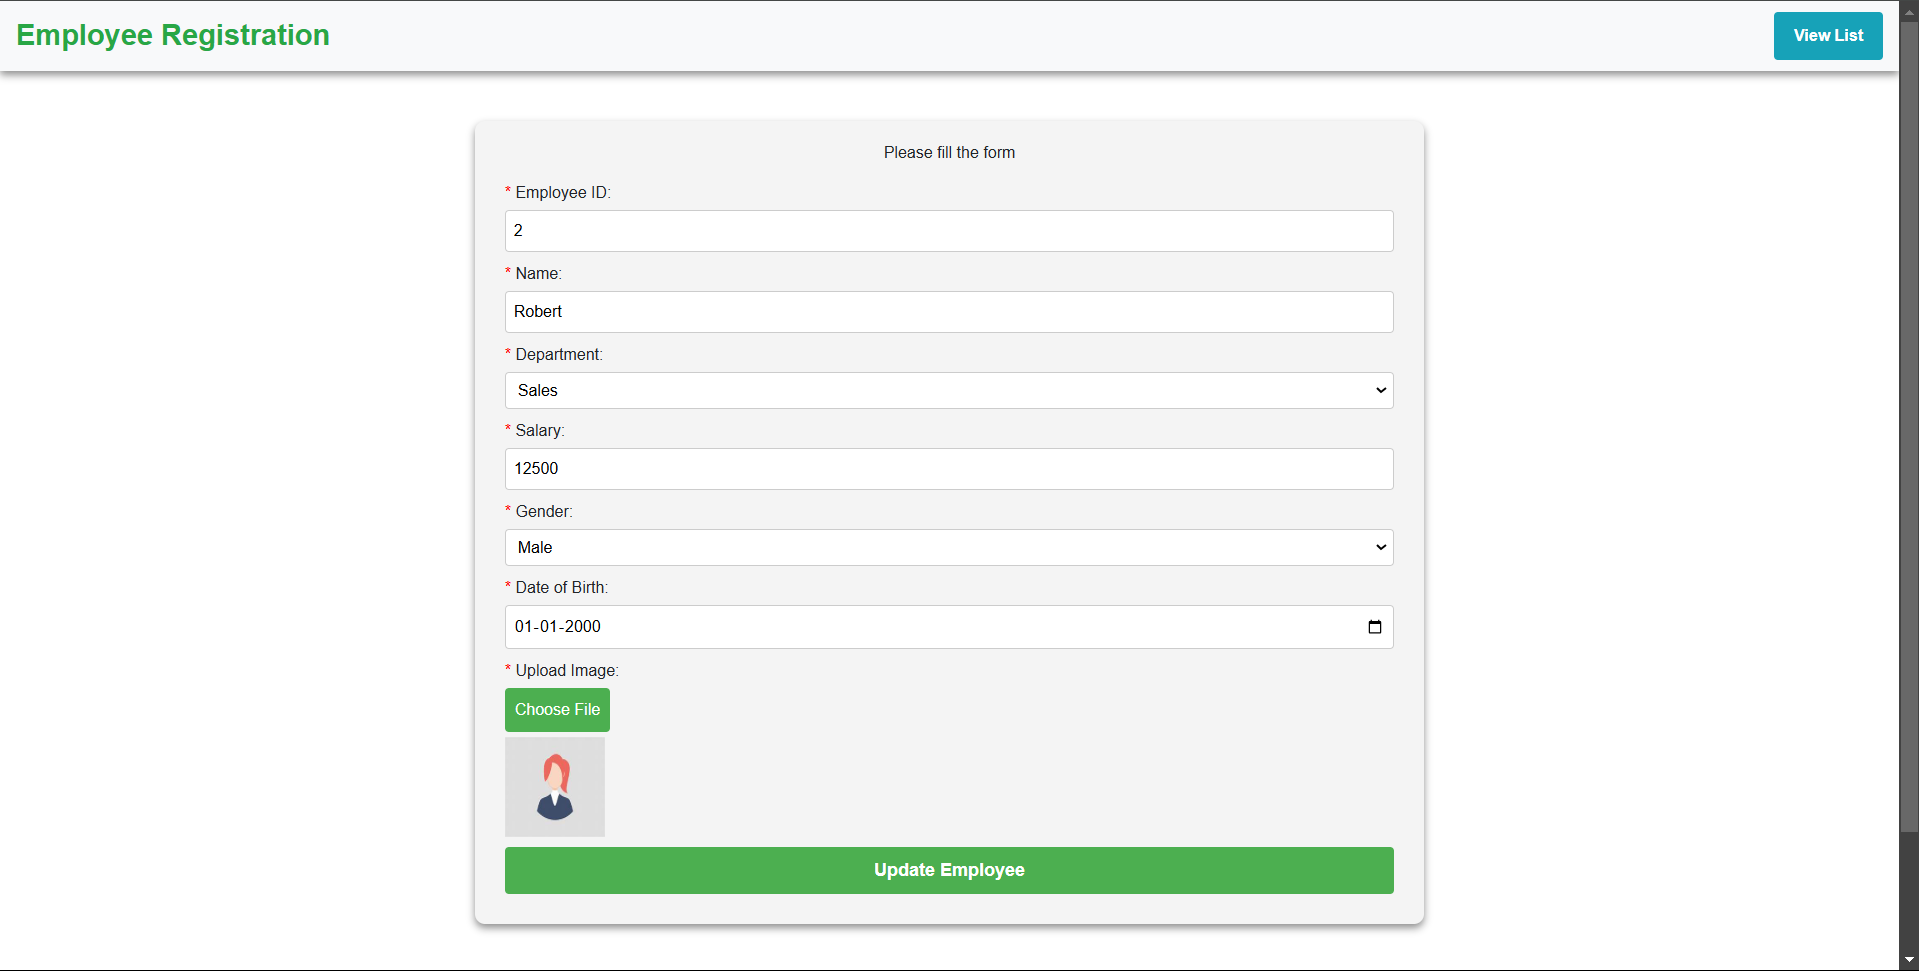 Employee Registration
View List
Please fill the form
* Employee ID:
2
* Name:
Robert
* Department:
Sales
* Salary:
12500
* Gender:
Male
* Date of Birth:
01-01-2000
* Upload Image:
Choose File
Update Employee